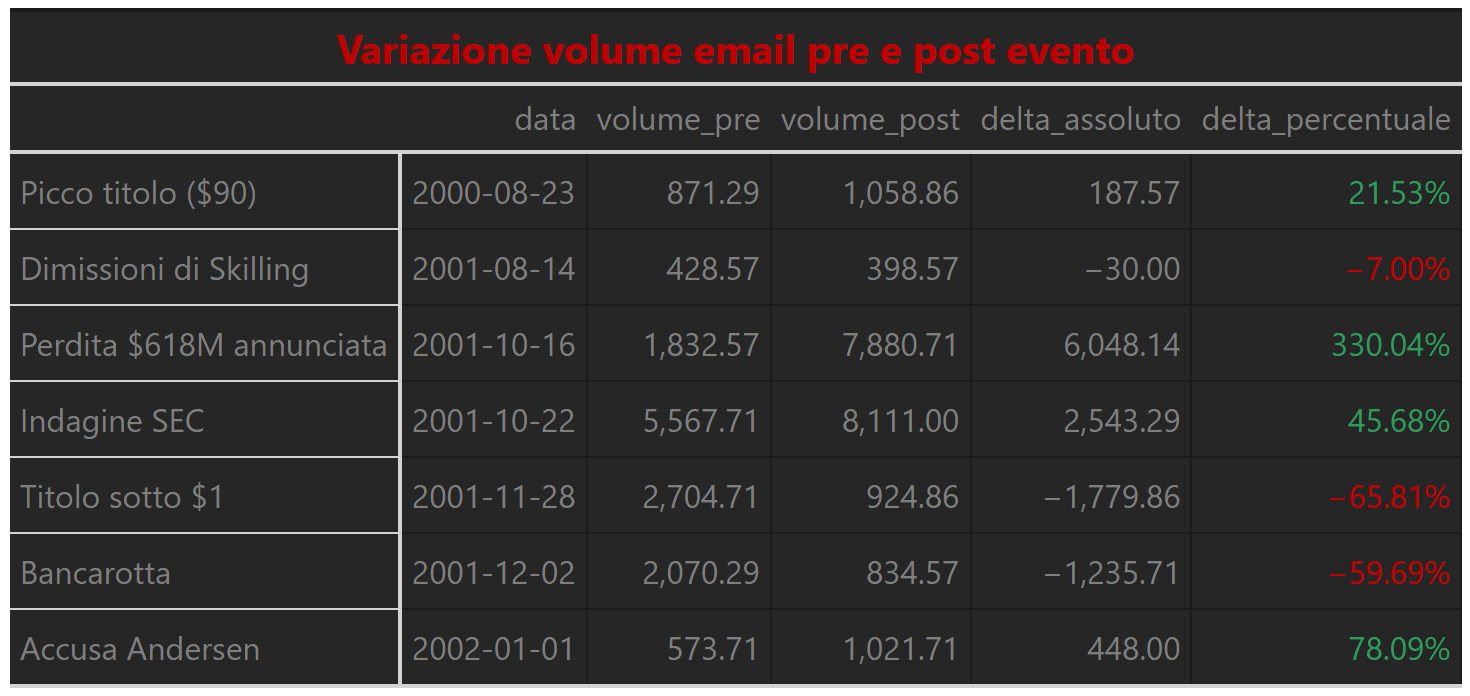 Variazione volume email pre e post evento
data volume_pre volume_post delta_assoluto delta_percentuale
Picco titolo ($90) 2000-08-23 871.29 1,058.86 187.57 21.53%
Dimissioni di Skilling 2001-08-14 428.57 398.57 −30.00 −7.00%
Perdita $618M annunciata 2001-10-16 1,832.57 7,880.71 6,048.14 330.04%
Indagine SEC 2001-10-22 5,567.71 8,111.00 2,543.29 45.68%
Titolo sotto $1 2001-11-28 2,704.71 924.86 −1,779.86 −65.81%
Bancarotta 2001-12-02 2,070.29 834.57 −1,235.71 −59.69%
Accusa Andersen 2002-01-01 573.71 1,021.71 448.00 78.09%